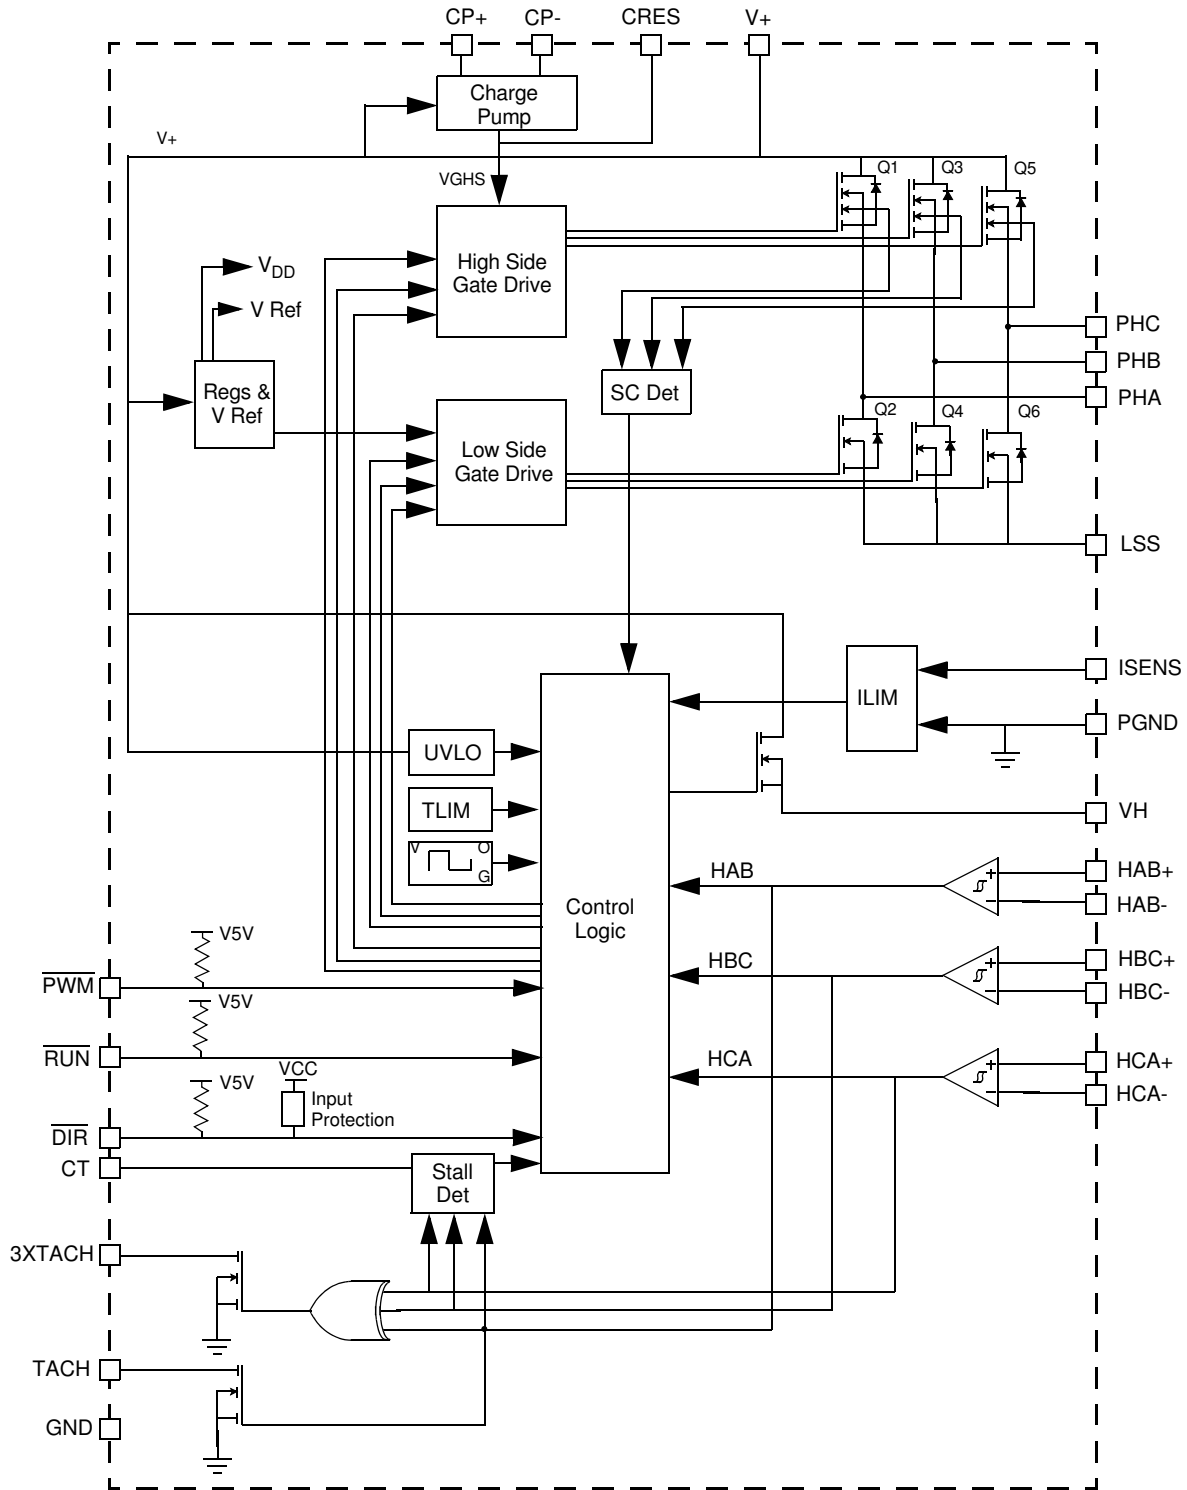 CP+ CP- CRES V+
Charge
Pump
V+
VGHS
Q1 Q3 Q5
High Side
Gate Drive
VDD
V Ref
PHC
PHB
PHA
Regs &
V Ref
SC Det
Q2 Q4 Q6
Low Side
Gate Drive
LSS
ISENS
ILIM
PGND
UVLO
TLIM
VH
V O
G
HAB
HAB+
HAB-
Control
Logic
V5V
PWM
HBC
HBC+
HBC-
V5V
RUN
HCA
HCA+
HCA-
VCC
V5V
Input
Protection
DIR
CT
Stall
Det
3XTACH
TACH
GND
+
−
+
−
+
−